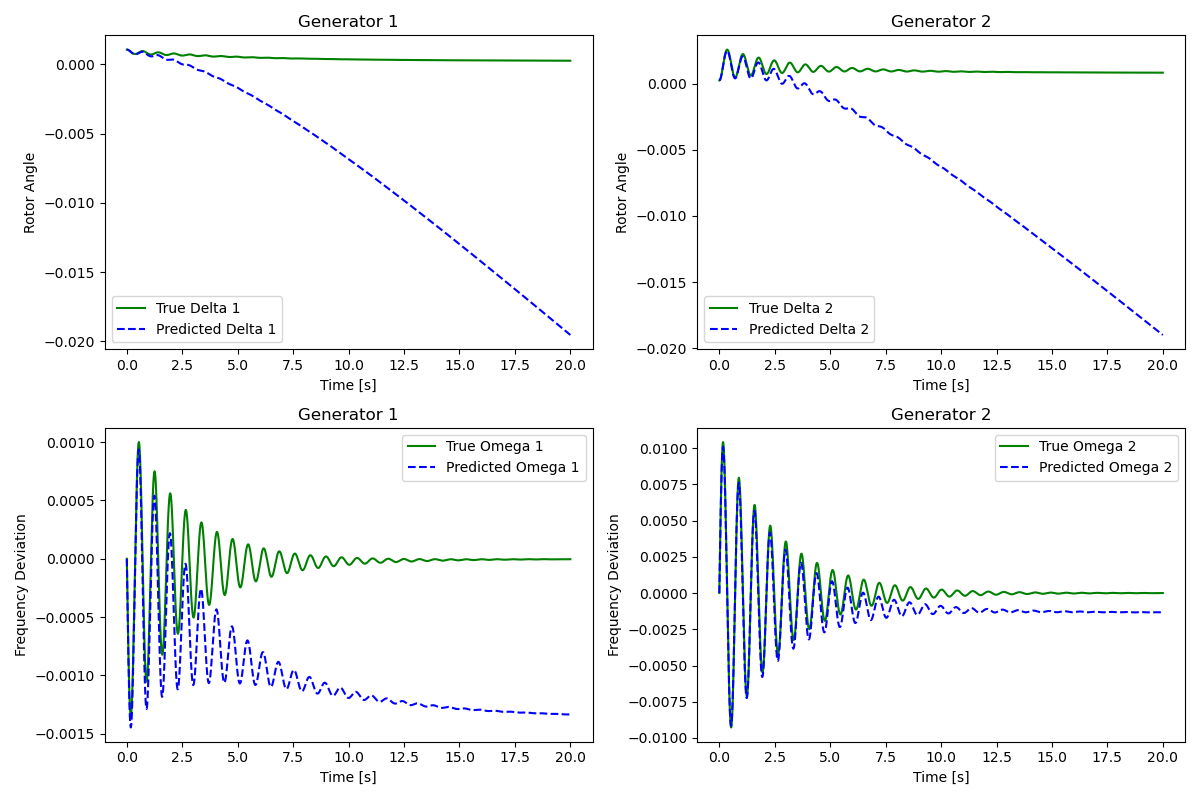 Generator 1
Rotor Angle
0.000
−0.005
−0.010
−0.015
−0.020
True Delta 1
Predicted Delta 1
0.0 2.5 5.0 7.5 10.0 12.5 15.0 17.5 20.0
Time [s]
Generator 2
Rotor Angle
0.000
−0.005
−0.010
−0.015
−0.020
True Delta 2
Predicted Delta 2
0.0 2.5 5.0 7.5 10.0 12.5 15.0 17.5 20.0
Time [s]
Generator 1
Frequency Deviation
0.0010
0.0005
0.0000
−0.0005
−0.0010
−0.0015
True Omega 1
Predicted Omega 1
0.0 2.5 5.0 7.5 10.0 12.5 15.0 17.5 20.0
Time [s]
Generator 2
Frequency Deviation
0.0100
0.0075
0.0050
0.0025
0.0000
−0.0025
−0.0050
−0.0075
−0.0100
True Omega 2
Predicted Omega 2
0.0 2.5 5.0 7.5 10.0 12.5 15.0 17.5 20.0
Time [s]